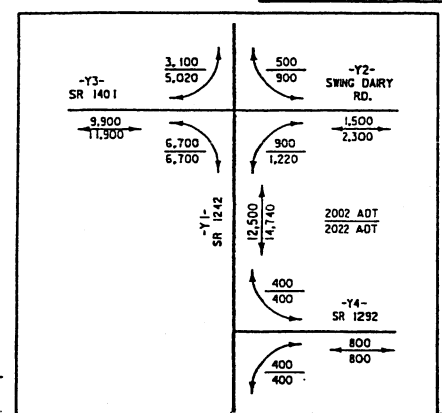 3,100
5,020
500
900
-Y3-
SR 1401
-Y2-
SWING DAIRY
RD.
9,900
11,900
6,700
6,700
900
1,220
1,500
2,300
-Y1-
SR 1242
12,500
14,740
2002 ADT
2022 ADT
400
400
-Y4-
SR 1292
400
400
800
800